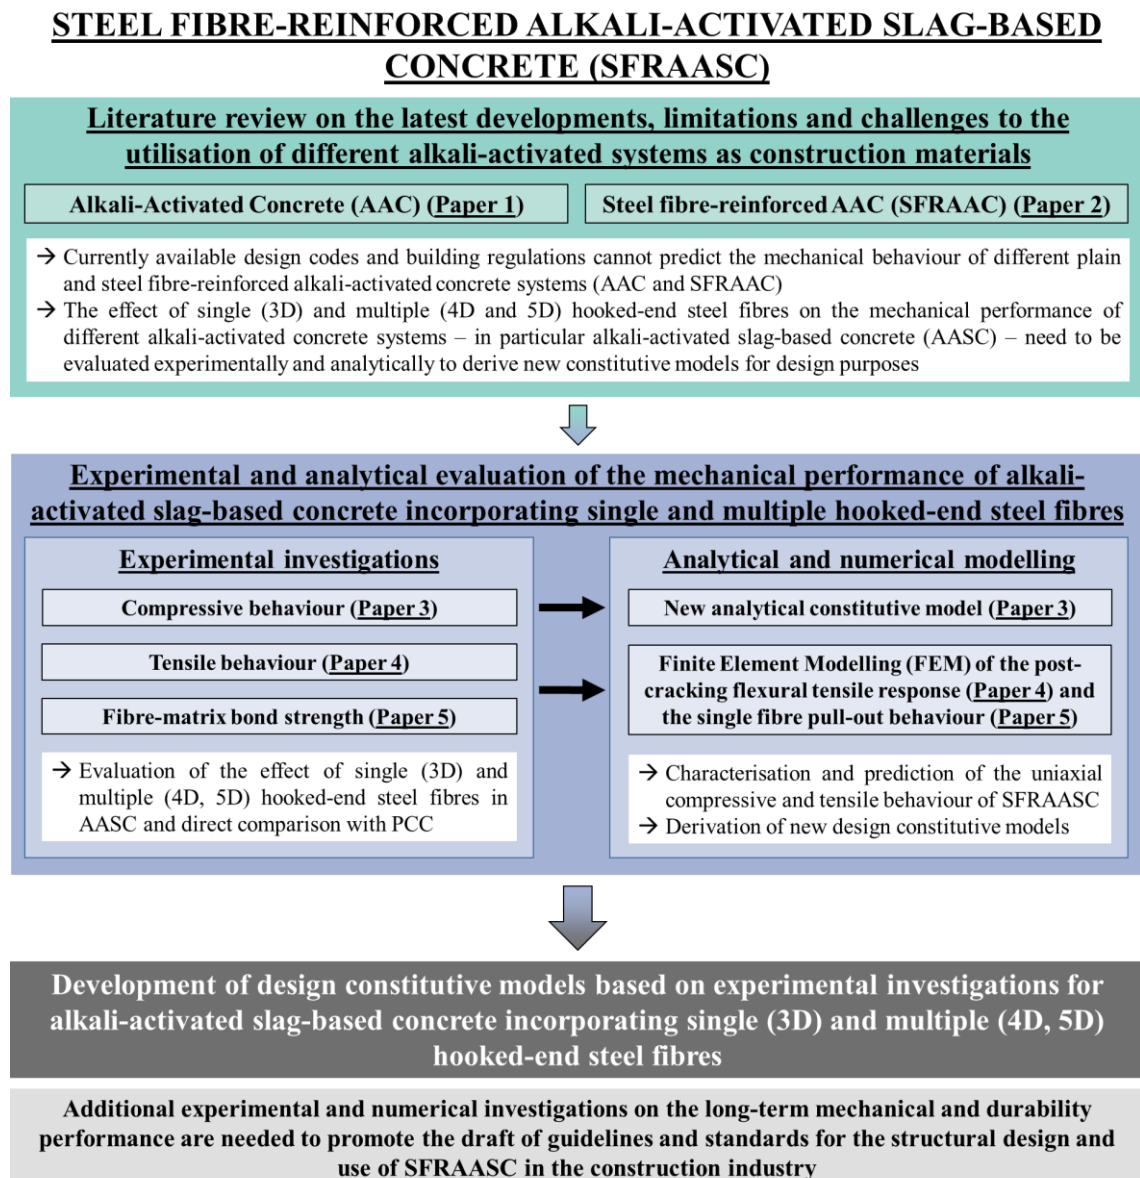 STEEL FIBRE-REINFORCED ALKALI-ACTIVATED SLAG-BASED
CONCRETE (SFRAASC)
Literature review on the latest developments, limitations and challenges to the
utilisation of different alkali-activated systems as construction materials
Alkali-Activated Concrete (AAC) (Paper 1)
Steel fibre-reinforced AAC (SFRAAC) (Paper 2)
→ Currently available design codes and building regulations cannot predict the mechanical behaviour of different plain
and steel fibre-reinforced alkali-activated concrete systems (AAC and SFRAAC)
→ The effect of single (3D) and multiple (4D and 5D) hooked-end steel fibres on the mechanical performance of
different alkali-activated concrete systems – in particular alkali-activated slag-based concrete (AASC) – need to be
evaluated experimentally and analytically to derive new constitutive models for design purposes
Experimental and analytical evaluation of the mechanical performance of alkali-
activated slag-based concrete incorporating single and multiple hooked-end steel fibres
Experimental investigations
Compressive behaviour (Paper 3)
Tensile behaviour (Paper 4)
Fibre-matrix bond strength (Paper 5)
→ Evaluation of the effect of single (3D) and
multiple (4D, 5D) hooked-end steel fibres in
AASC and direct comparison with PCC
Analytical and numerical modelling
New analytical constitutive model (Paper 3)
Finite Element Modelling (FEM) of the post-
cracking flexural tensile response (Paper 4) and
the single fibre pull-out behaviour (Paper 5)
→ Characterisation and prediction of the uniaxial
compressive and tensile behaviour of SFRAASC
→ Derivation of new design constitutive models
Development of design constitutive models based on experimental investigations for
alkali-activated slag-based concrete incorporating single (3D) and multiple (4D, 5D)
hooked-end steel fibres
Additional experimental and numerical investigations on the long-term mechanical and durability
performance are needed to promote the draft of guidelines and standards for the structural design and
use of SFRAASC in the construction industry